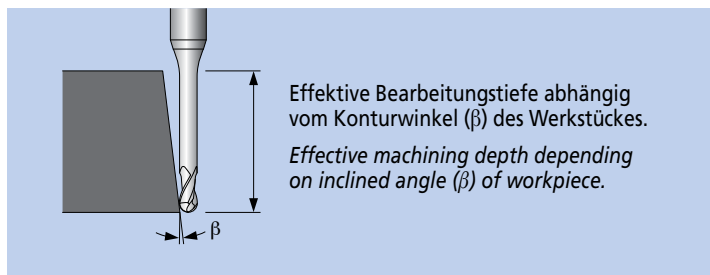 Effektive Bearbeitungstiefe abhängig
vom Konturwinkel (β) des Werkstückes.
Effective machining depth depending
on inclined angle (β) of workpiece.
β